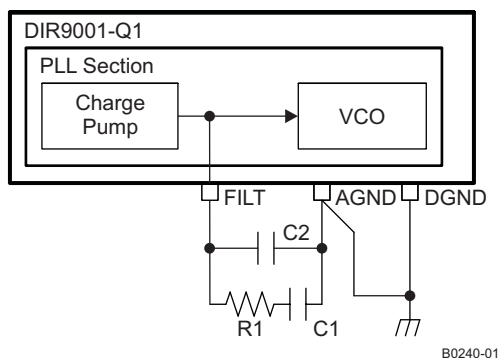 DIR9001-Q1
PLL Section
Charge
Pump
VCO
FILT
AGND
DGND
C2
R1
C1
B0240-01